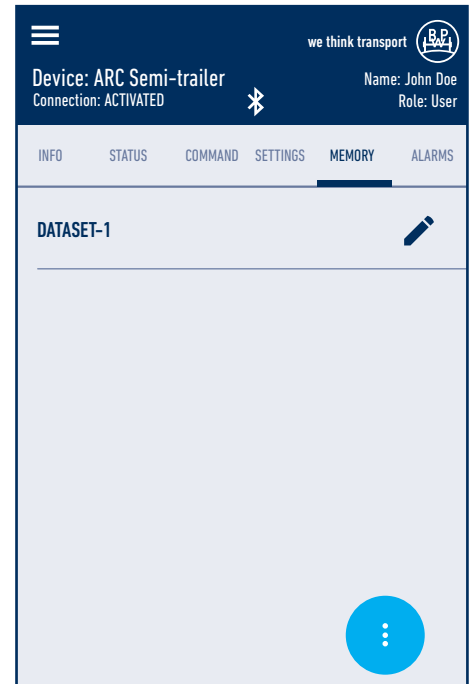 we think transport BPW
Device: ARC Semi-trailer
Name: John Doe
Connection: ACTIVATED
Role: User
INFO STATUS COMMAND SETTINGS MEMORY ALARMS
DATASET-1